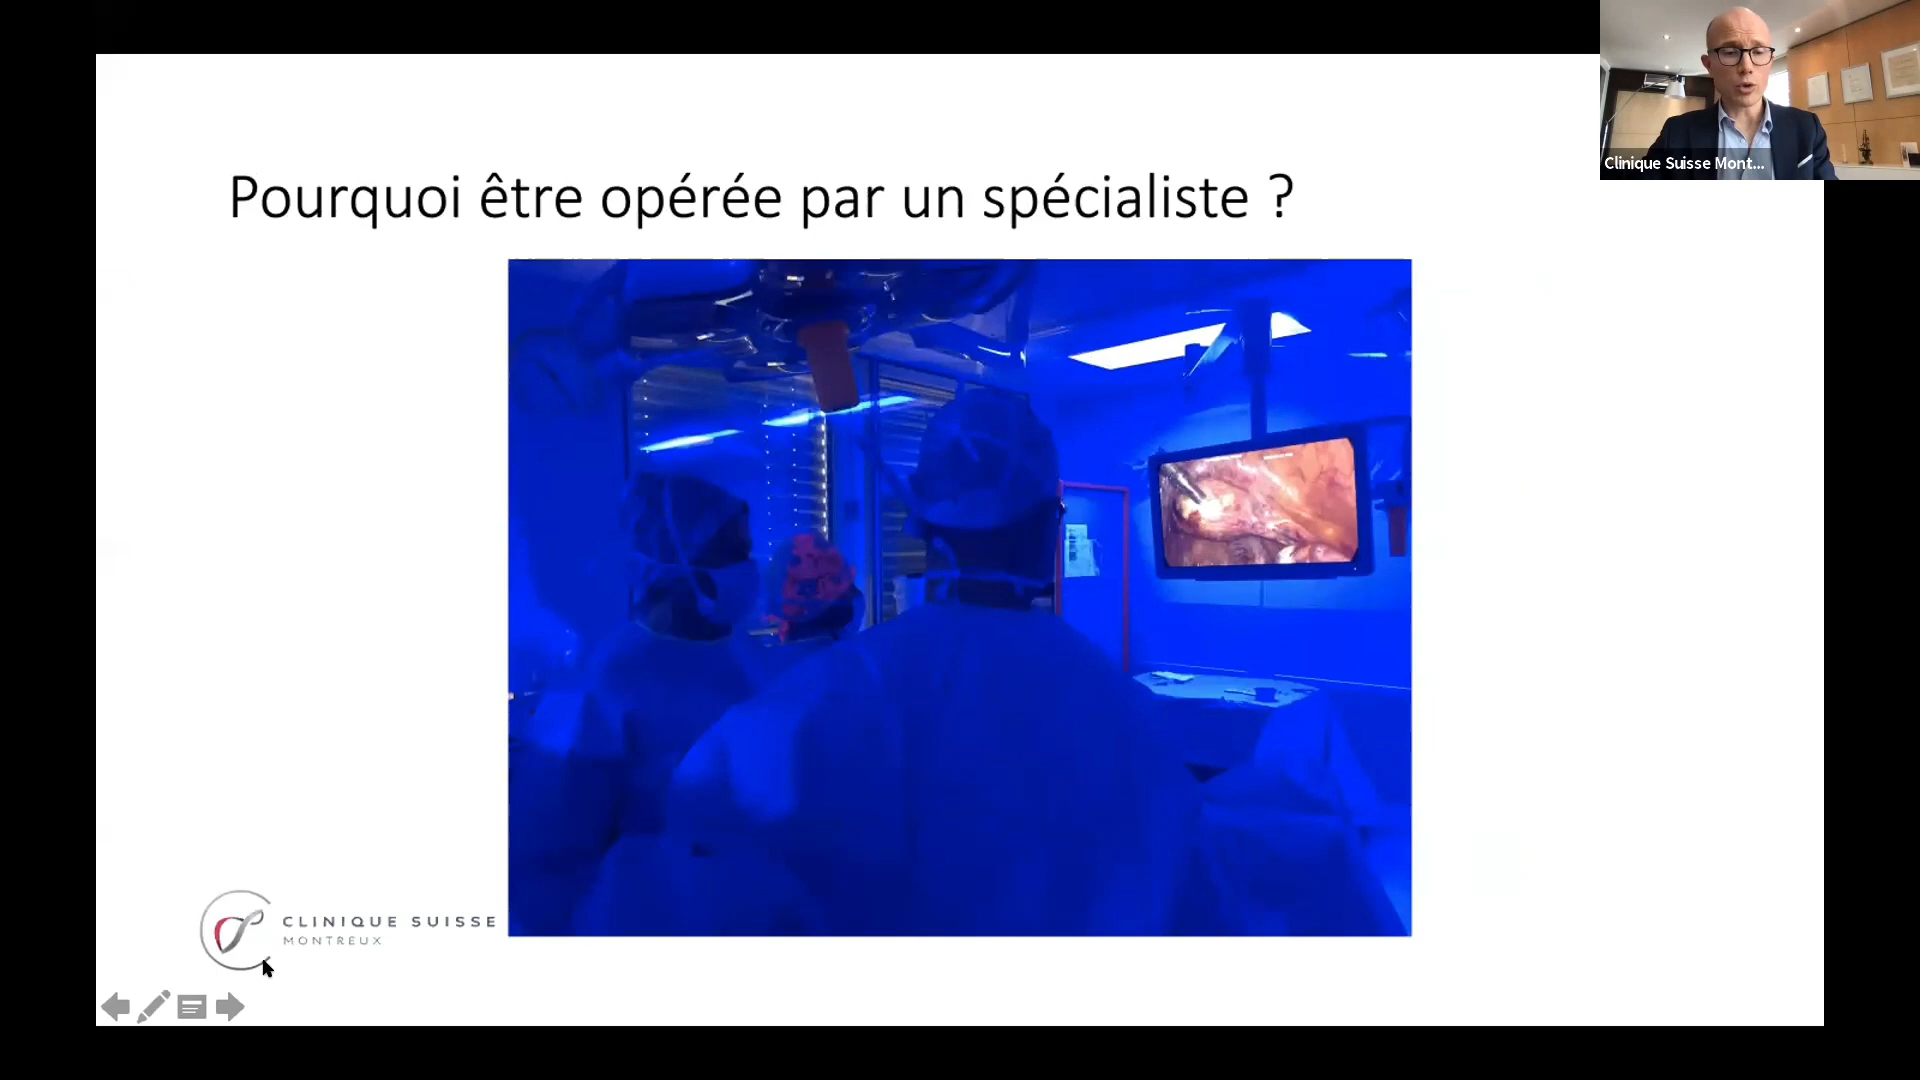 Clinique Suisse Mont...
Pourquoi être opérée par un spécialiste ?
CLINIQUE SUISSE
MONTREUX